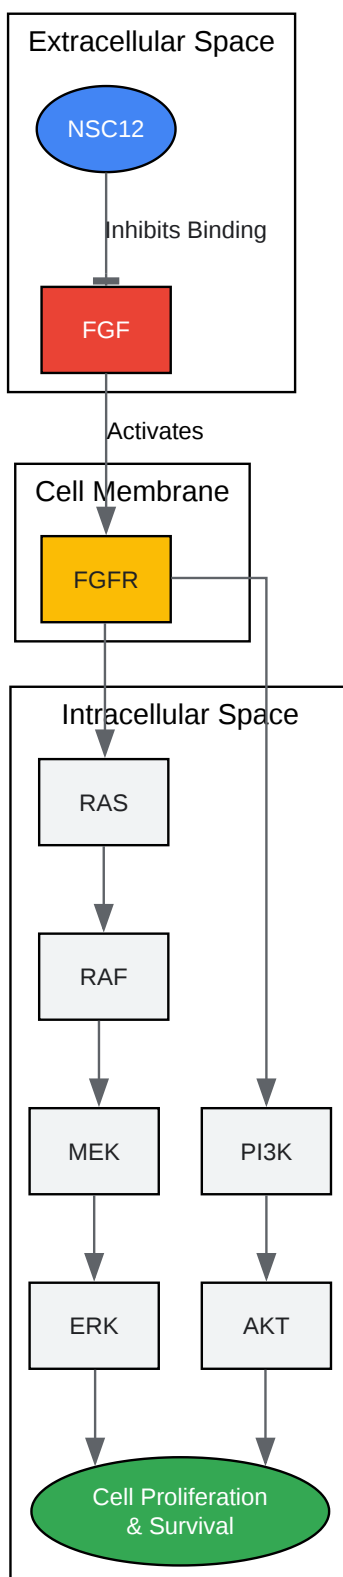 Extracellular Space
NSC12
Inhibits Binding
FGF
Activates
Cell Membrane
FGFR
Intracellular Space
RAS
RAF
MEK
PI3K
ERK
AKT
Cell Proliferation
& Survival